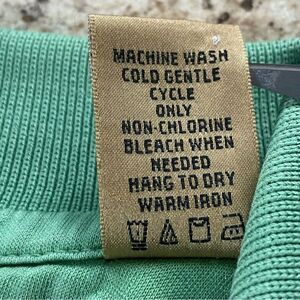 MACHINE WASH
COLD GENTLE
CYCLE
ONLY
NON-CHLORINE
BLEACH WHEN
NEEDED
HANG TO DRY
WARM IRON